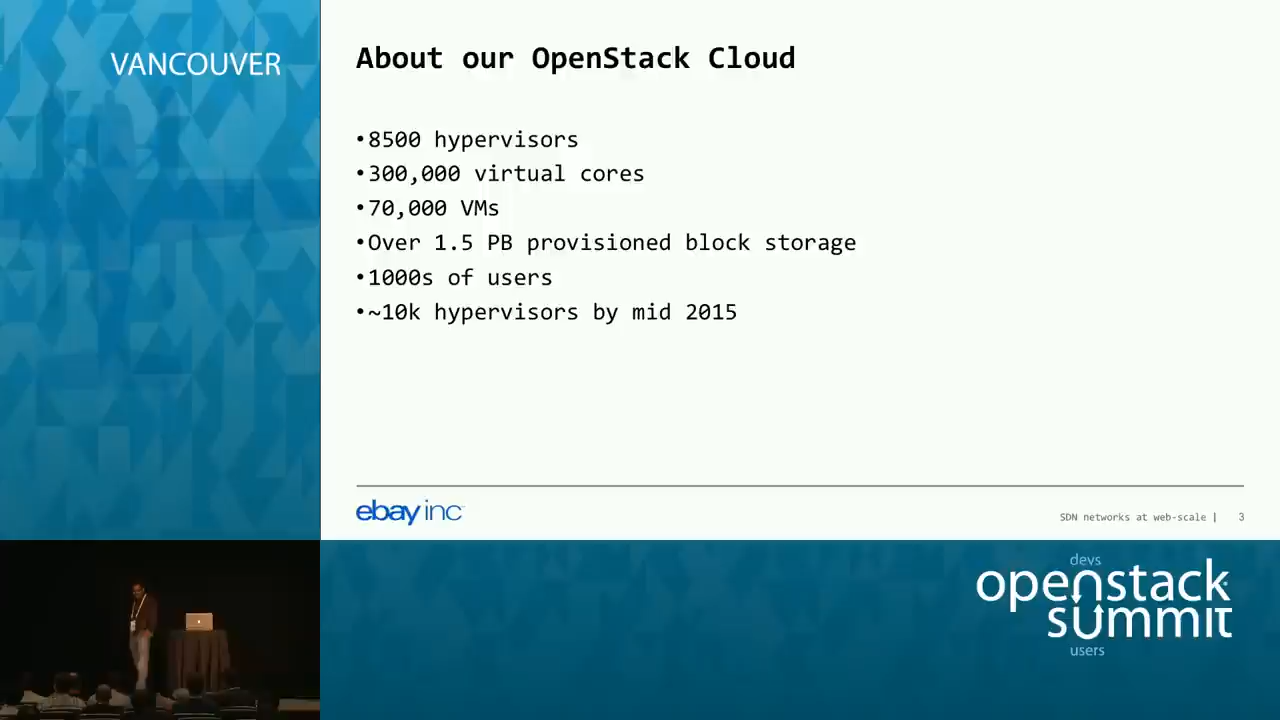 VANCOUVER
About our OpenStack Cloud
•8500 hypervisors
•300,000 virtual cores
•70,000 VMs
•Over 1.5 PB provisioned block storage
•1000s of users
•~10k hypervisors by mid 2015
ebay inc
SDN networks at web-scale | 3
devs
openstack
summit
users